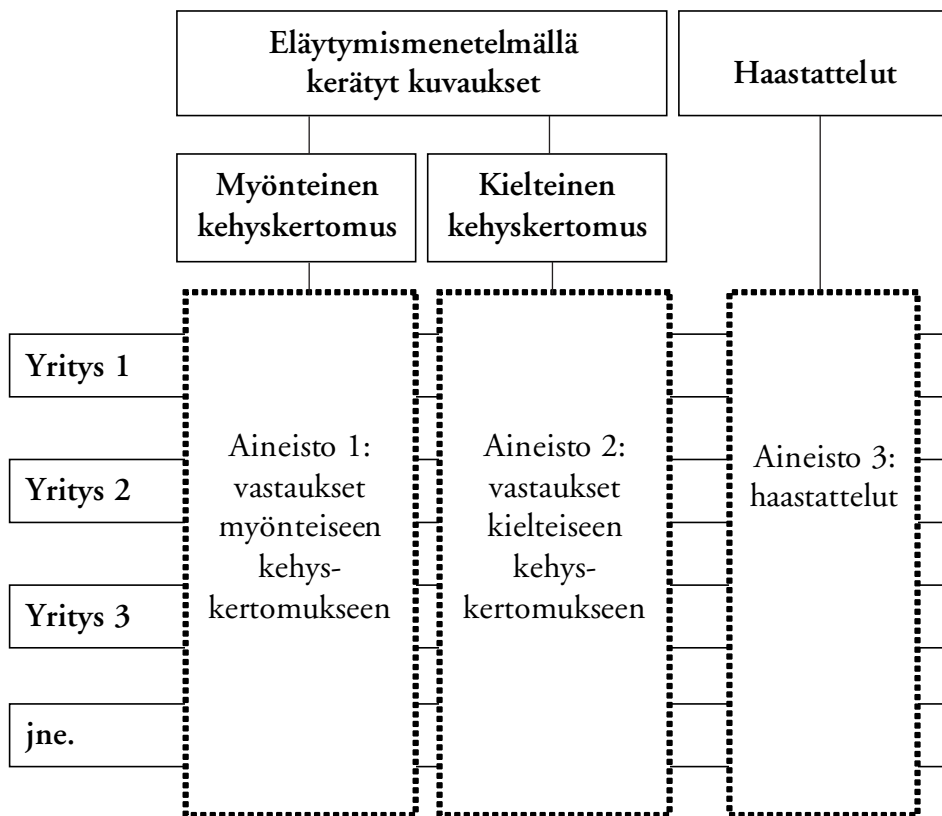 Eläytymismenetelmällä
kerätyt kuvaukset
Haastattelut
Myönteinen
kehyskertomus
Kielteinen
kehyskertomus
Yritys 1
Yritys 2
Yritys 3
jne.
Aineisto 1:
vastaukset
myönteiseen
kehys-
kertomukseen
Aineisto 2:
vastaukset
kielteiseen
kehys-
kertomukseen
Aineisto 3:
haastattelut